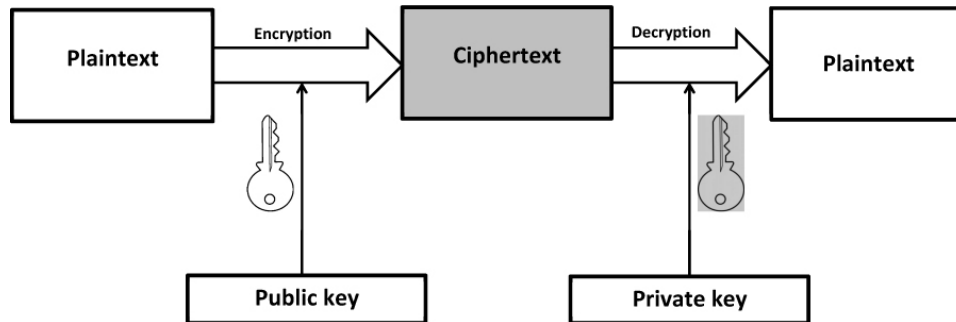 Plaintext
Encryption
Ciphertext
Decryption
Plaintext
Public key
Private key